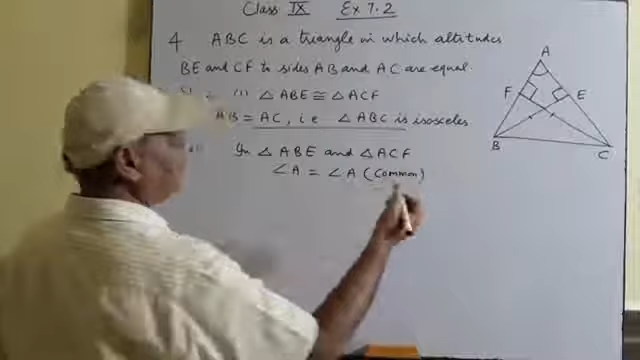 Class IX Ex 7.2
4 ABC is a triangle in which altitudes
BE and CF to sides AB and AC are equal.
(i) △ ABE ≅ △ ACF
AB = AC, i.e △ ABC is isosceles
In △ ABE and △ ACF
∠A = ∠A (Common)
A
F E
B C